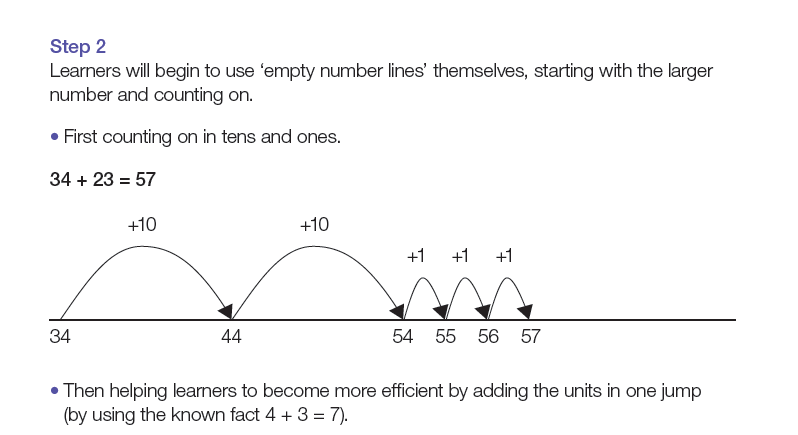 Step 2
Learners will begin to use ‘empty number lines’ themselves, starting with the larger
number and counting on.
• First counting on in tens and ones.
34 + 23 = 57
+10 +10
+1 +1 +1
34 44 54 55 56 57
• Then helping learners to become more efficient by adding the units in one jump
(by using the known fact 4 + 3 = 7).